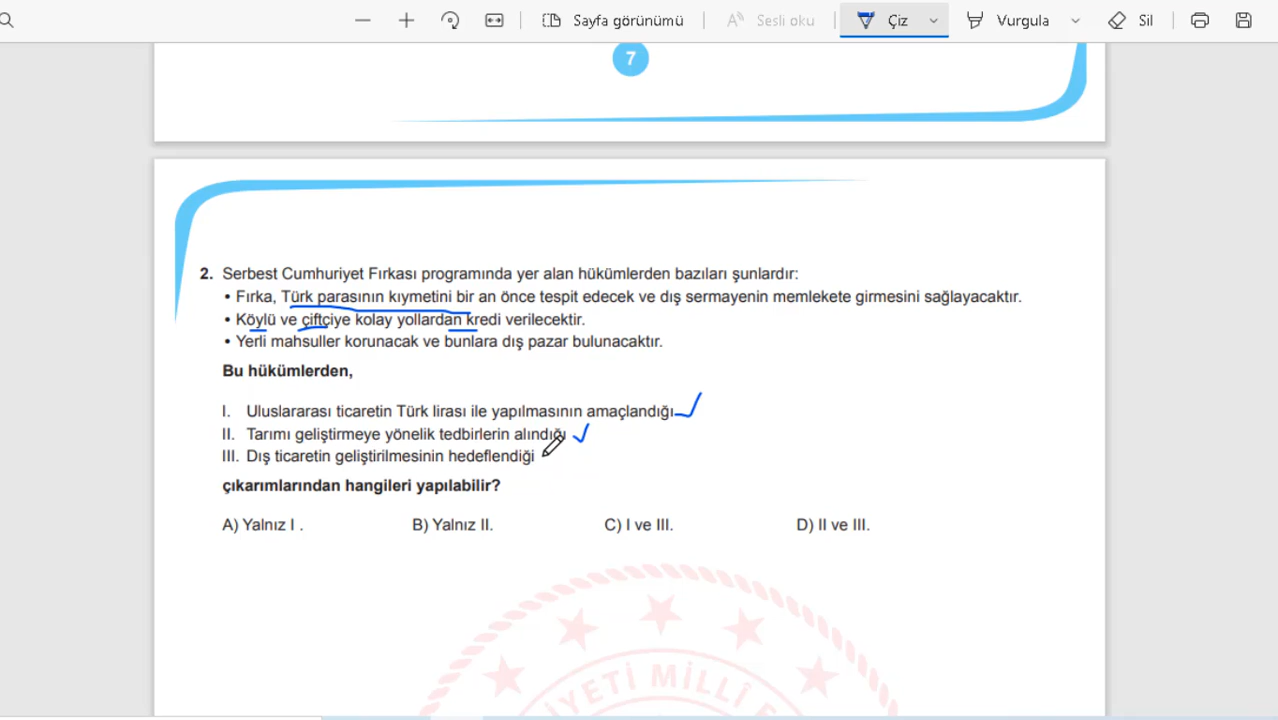 Sayfa görünümü
Sesli oku
Çiz
Vurgula
Sil
7
2. Serbest Cumhuriyet Fırkası programında yer alan hükümlerden bazıları şunlardır:
• Fırka, Türk parasının kıymetini bir an önce tespit edecek ve dış sermayenin memlekete girmesini sağlayacaktır.
• Köylü ve çiftçiye kolay yollardan kredi verilecektir.
• Yerli mahsuller korunacak ve bunlara dış pazar bulunacaktır.
Bu hükümlerden,
I. Uluslararası ticaretin Türk lirası ile yapılmasının amaçlandığı
II. Tarımı geliştirmeye yönelik tedbirlerin alındığı
III. Dış ticaretin geliştirilmesinin hedeflendiği
çıkarımlarından hangileri yapılabilir?
A) Yalnız I . B) Yalnız II. C) I ve III. D) II ve III.
MİLLÎ